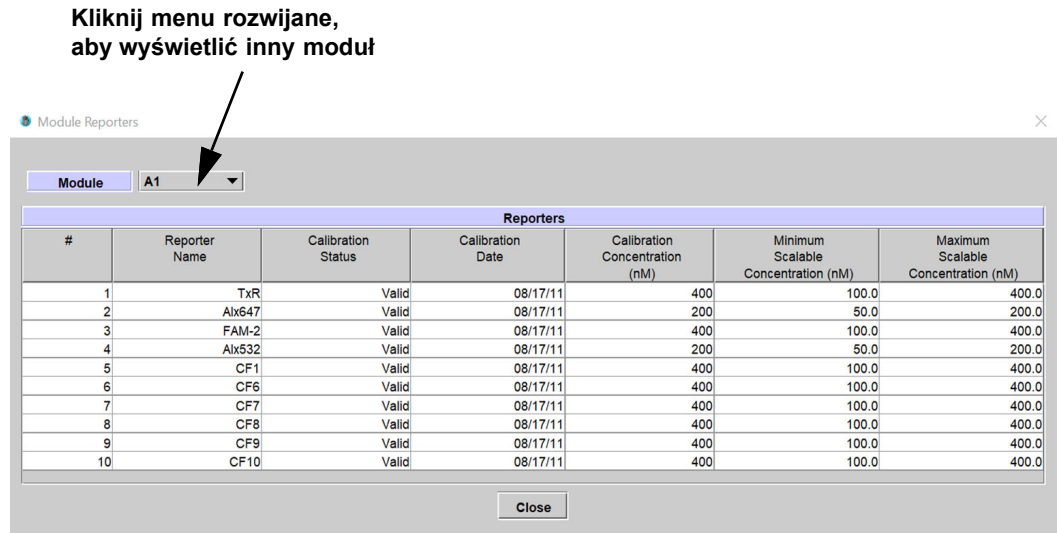 Kliknij menu rozwijane,
aby wyświetlić inny moduł
Module Reporters
Module A1
Reporters
# Reporter Name Calibration Status Calibration Date Calibration Concentration (nM) Minimum Scalable Concentration (nM) Maximum Scalable Concentration (nM)
1 TxR Valid 08/17/11 400 100.0 400.0
2 Alx647 Valid 08/17/11 200 50.0 200.0
3 FAM-2 Valid 08/17/11 400 100.0 400.0
4 Alx532 Valid 08/17/11 200 50.0 200.0
5 CF1 Valid 08/17/11 400 100.0 400.0
6 CF6 Valid 08/17/11 400 100.0 400.0
7 CF7 Valid 08/17/11 400 100.0 400.0
8 CF8 Valid 08/17/11 400 100.0 400.0
9 CF9 Valid 08/17/11 400 100.0 400.0
10 CF10 Valid 08/17/11 400 100.0 400.0
Close